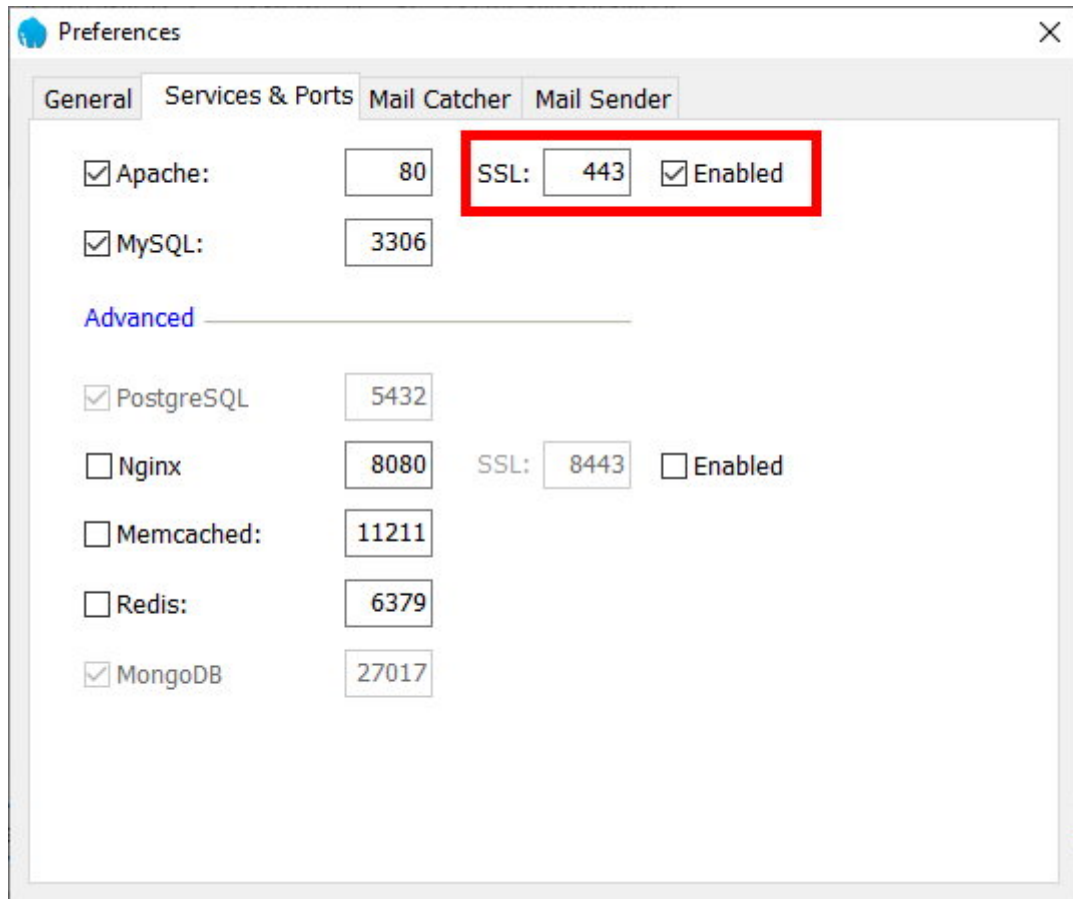 Preferences
General Services & Ports Mail Catcher Mail Sender
Apache: 80 SSL: 443 Enabled
MySQL: 3306
Advanced
PostgreSQL 5432
Nginx 8080 SSL: 8443 Enabled
Memcached: 11211
Redis: 6379
MongoDB 27017